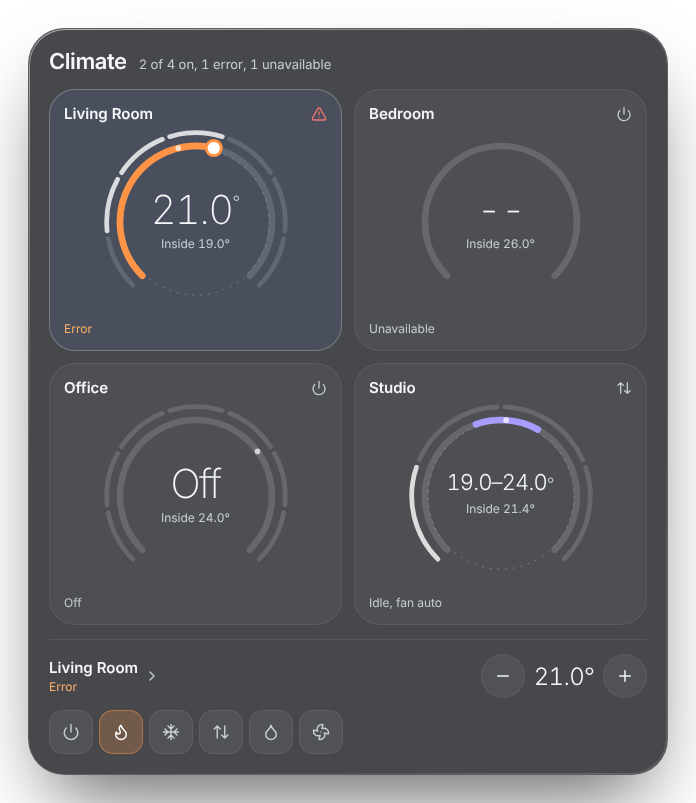 Climate 2 of 4 on, 1 error, 1 unavailable
Living Room
21.0°
Inside 19.0°
Error
Bedroom
– –
Inside 26.0°
Unavailable
Office
Off
Inside 24.0°
Off
Studio
19.0–24.0°
Inside 21.4°
Idle, fan auto
Living Room
Error
− 21.0° +